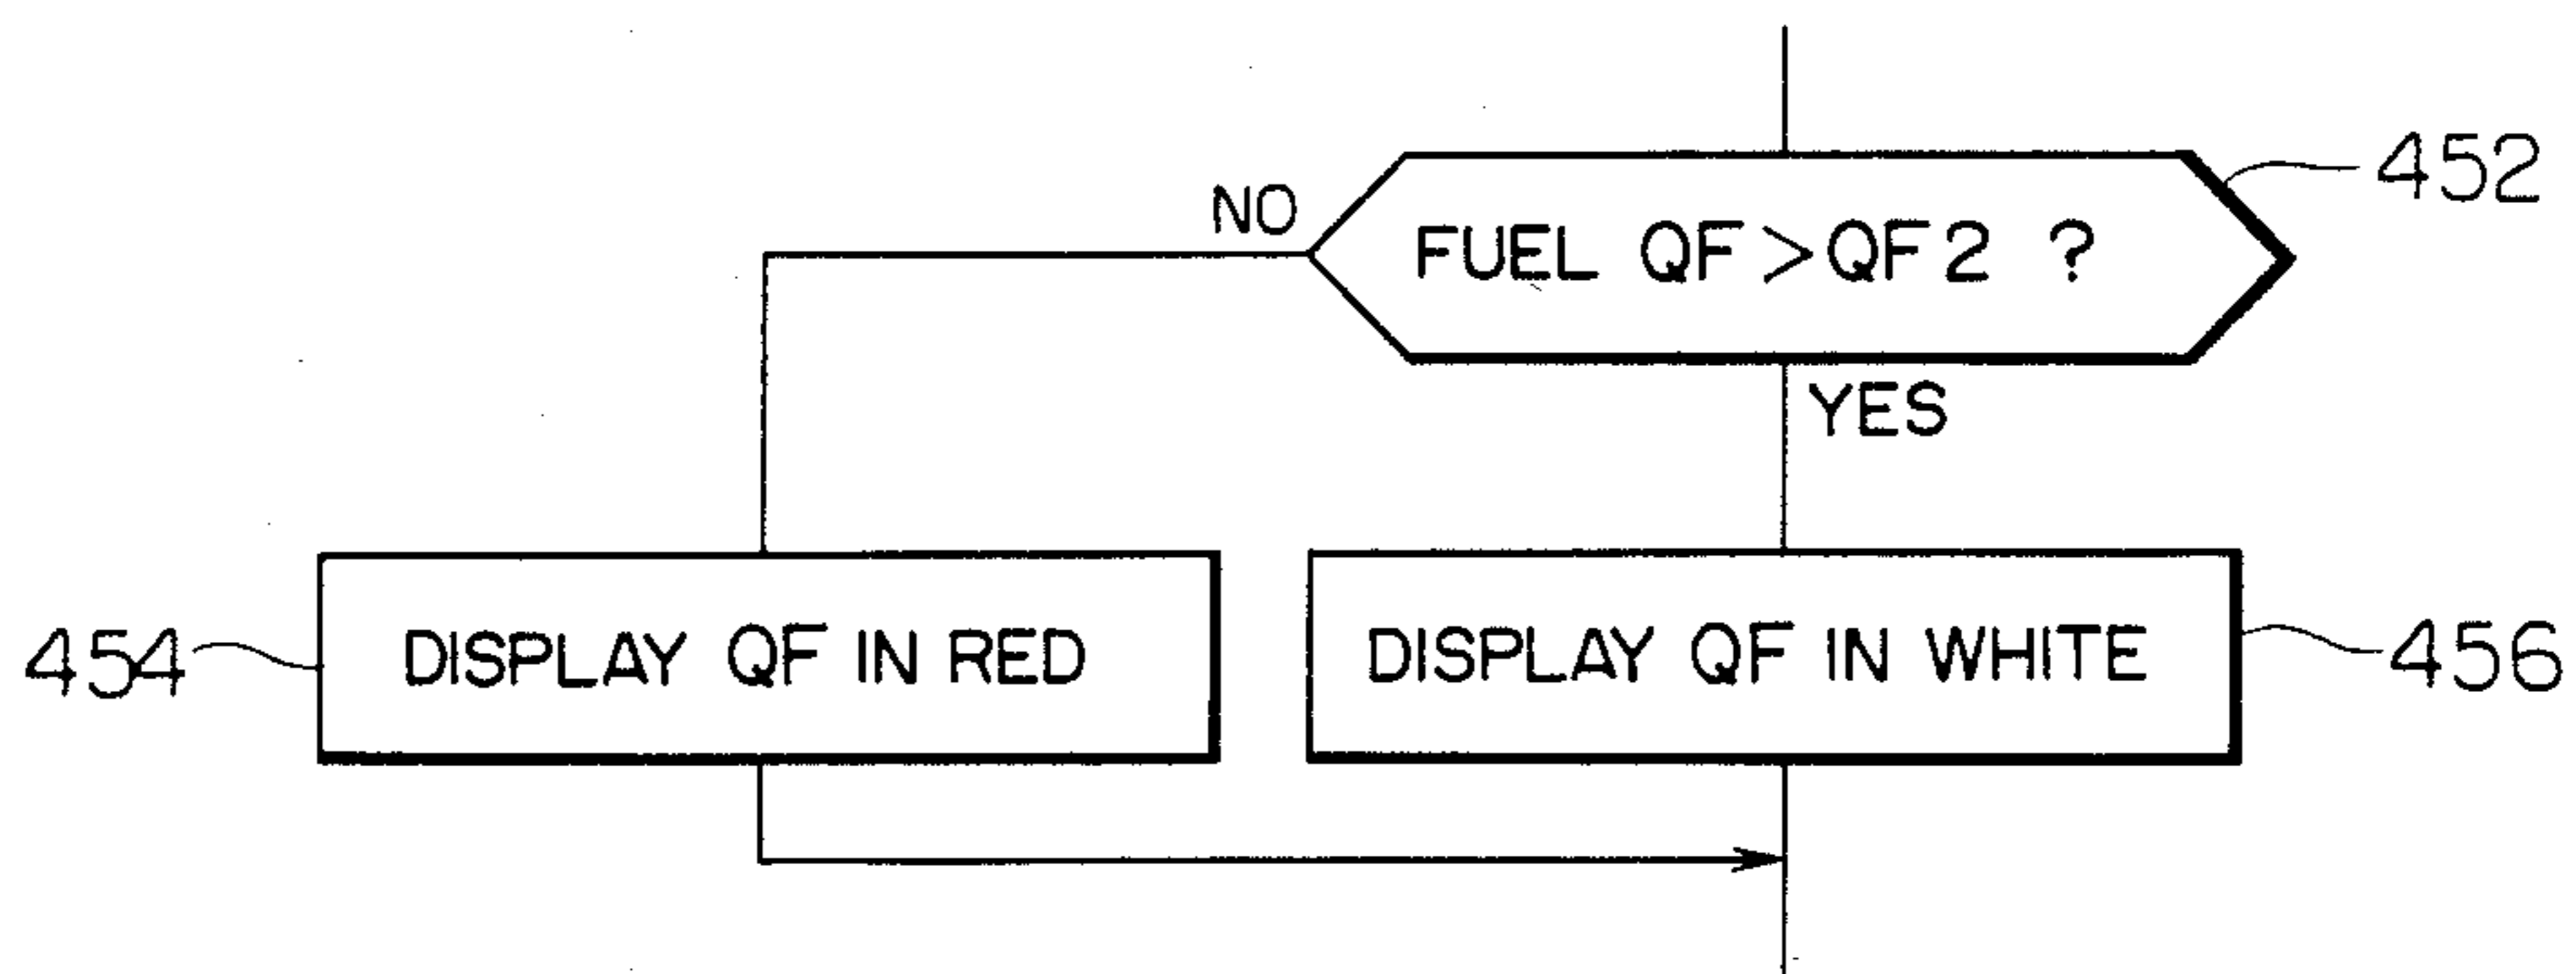 452
NO
FUEL QF>QF2 ?
YES
454
DISPLAY QF IN RED
DISPLAY QF IN WHITE
456